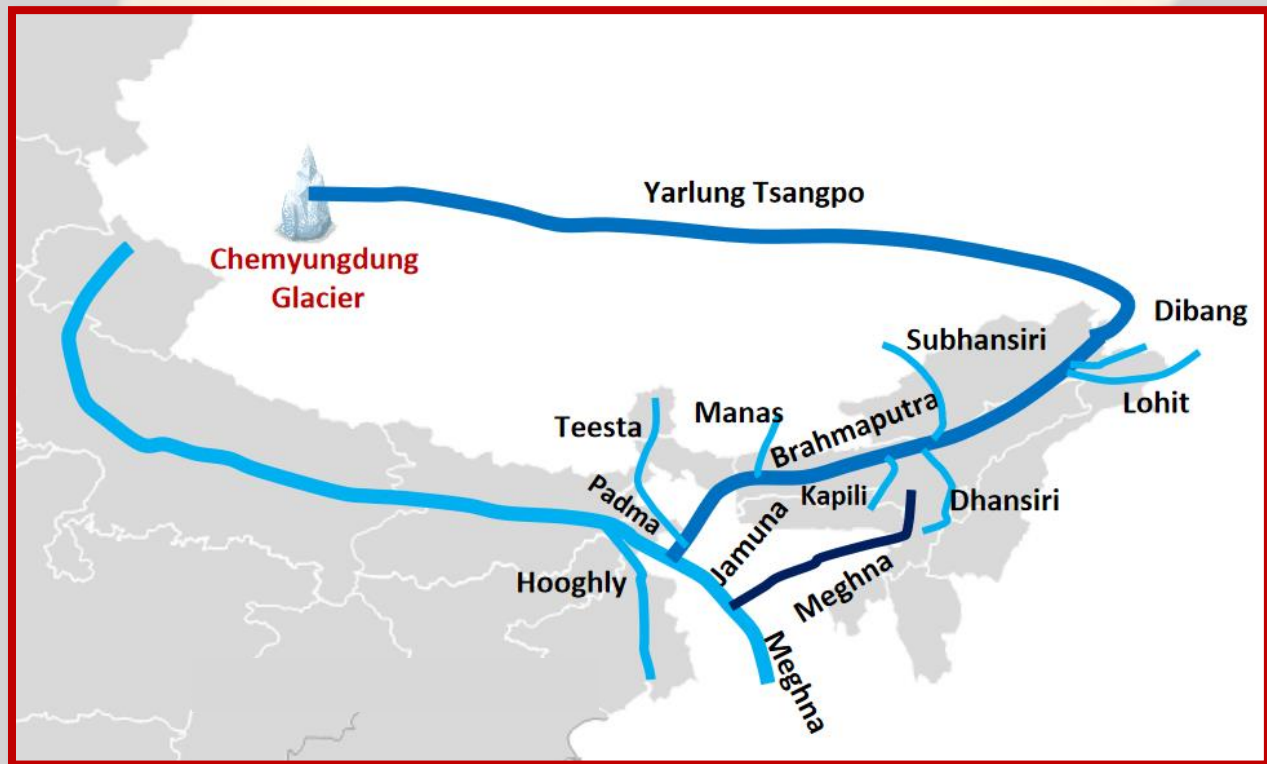 Yarlung Tsangpo
Chemyungdung
Glacier
Dibang
Subhansiri
Lohit
Manas
Teesta
Brahmaputra
Padma
Kapili
Dhansiri
Jamuna
Hooghly
Meghna
Meghna